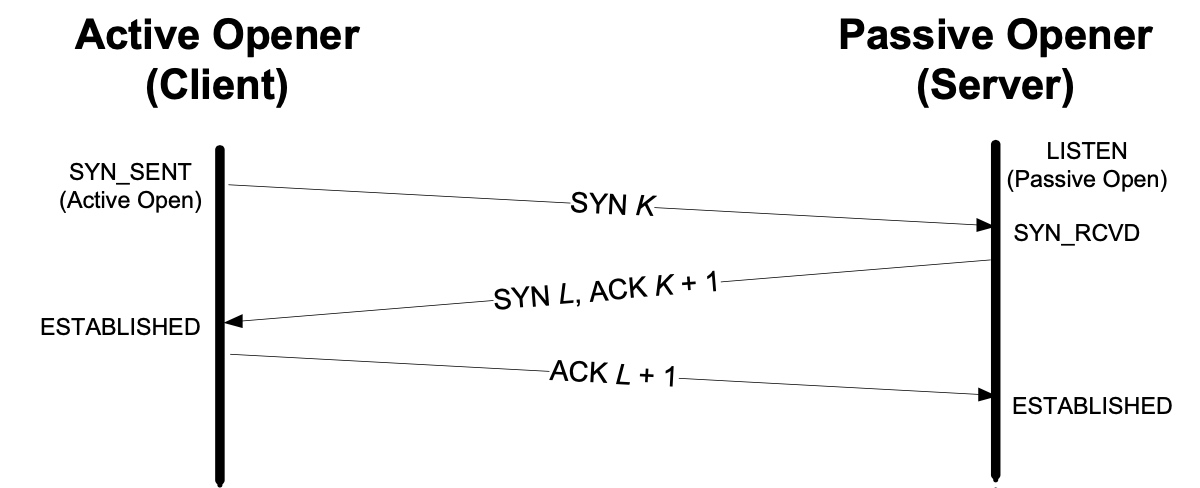 Active Opener
(Client)
Passive Opener
(Server)
SYN_SENT
(Active Open)
LISTEN
(Passive Open)
SYN K
SYN_RCVD
SYN L, ACK K + 1
ESTABLISHED
ACK L + 1
ESTABLISHED